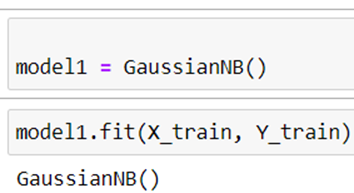 model1 = GaussianNB()
model1.fit(X_train, Y_train)
GaussianNB()